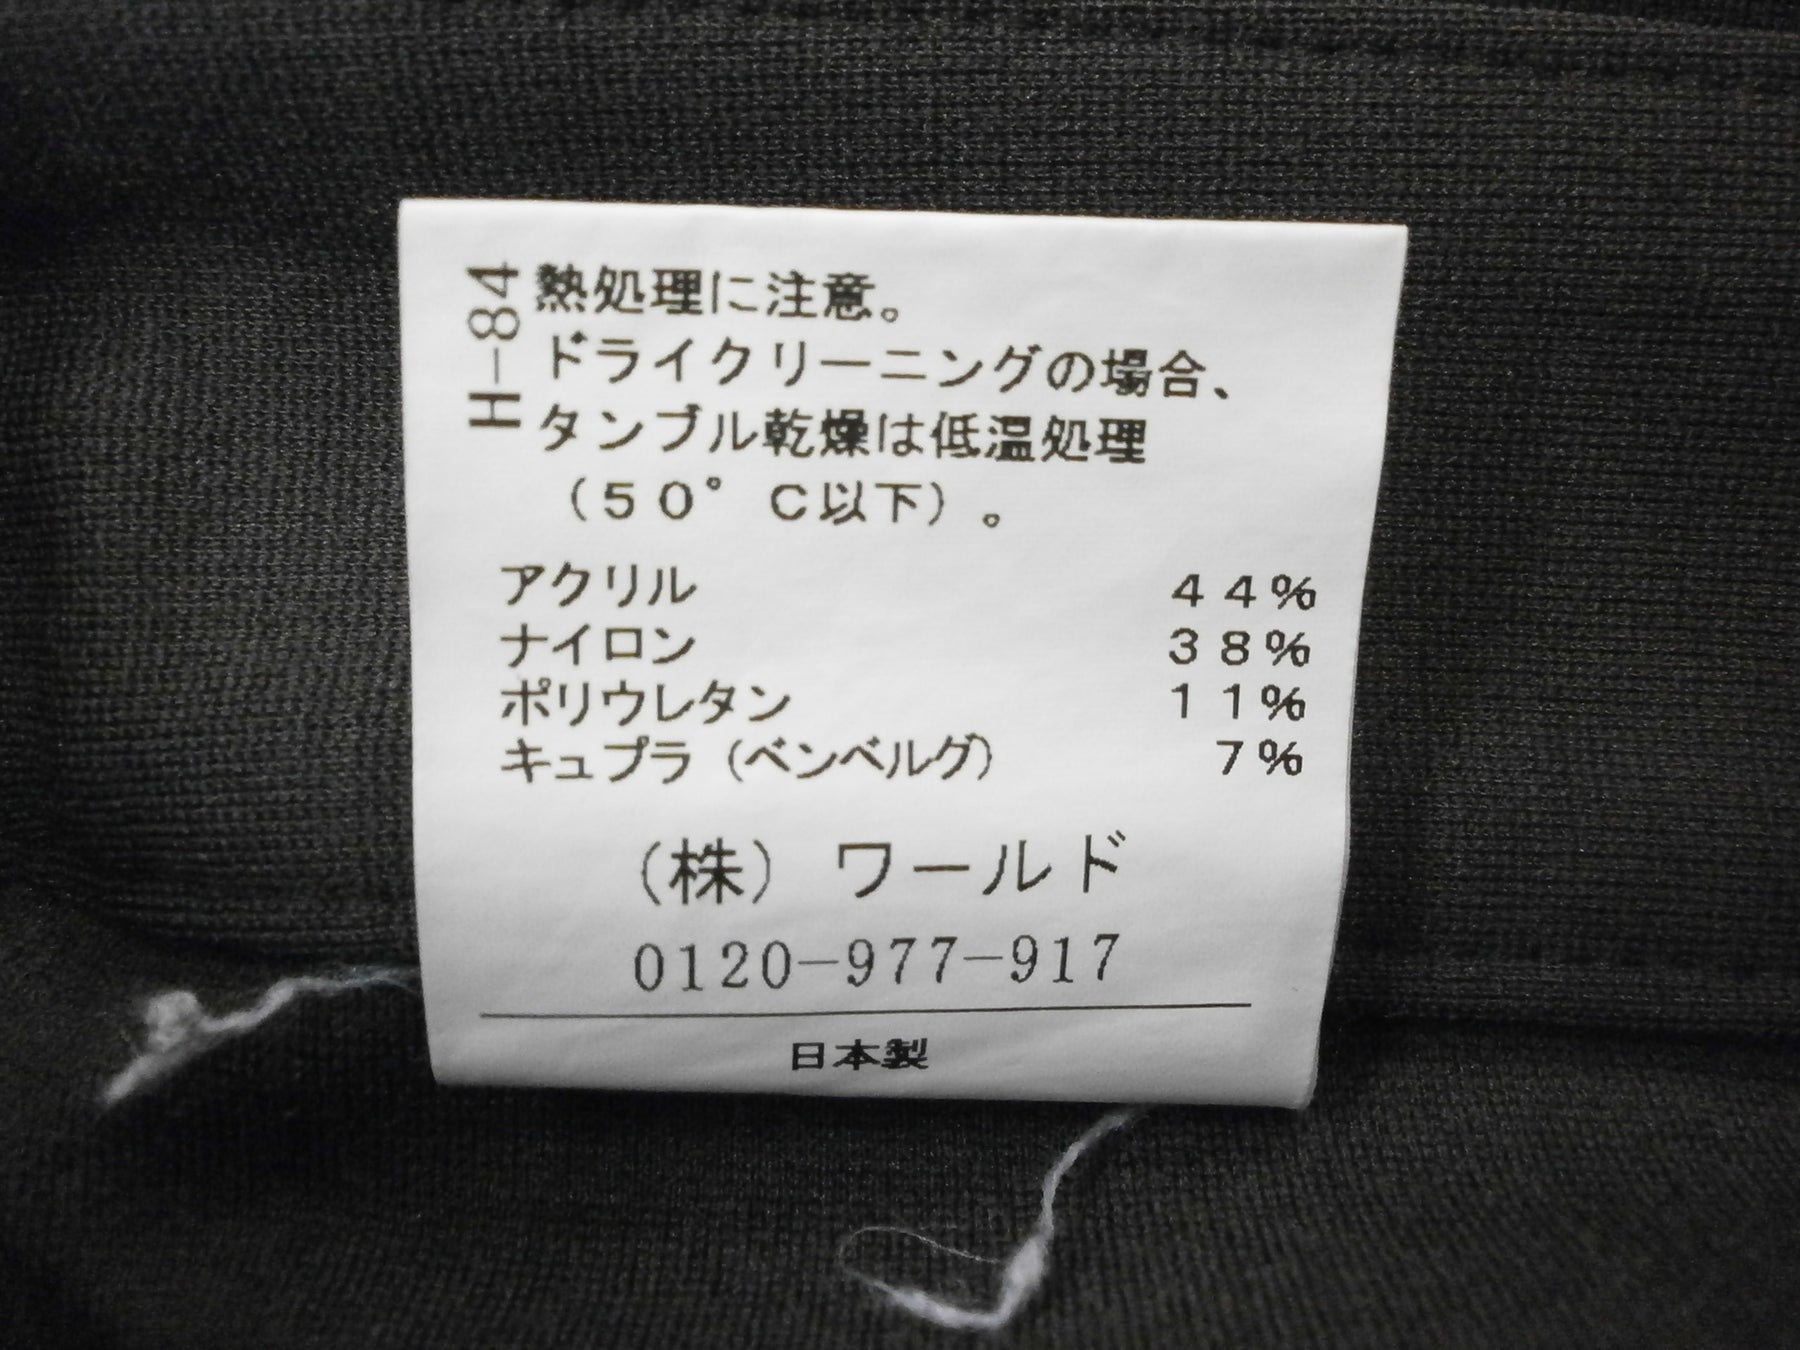 H-84
熱処理に注意。
ドライクリーニングの場合、
タンブル乾燥は低温処理
（５０°Ｃ以下）。
アクリル ４４％
ナイロン ３８％
ポリウレタン １１％
キュプラ（ベンベルグ） ７％
（株）ワールド
0120-977-917
日本製